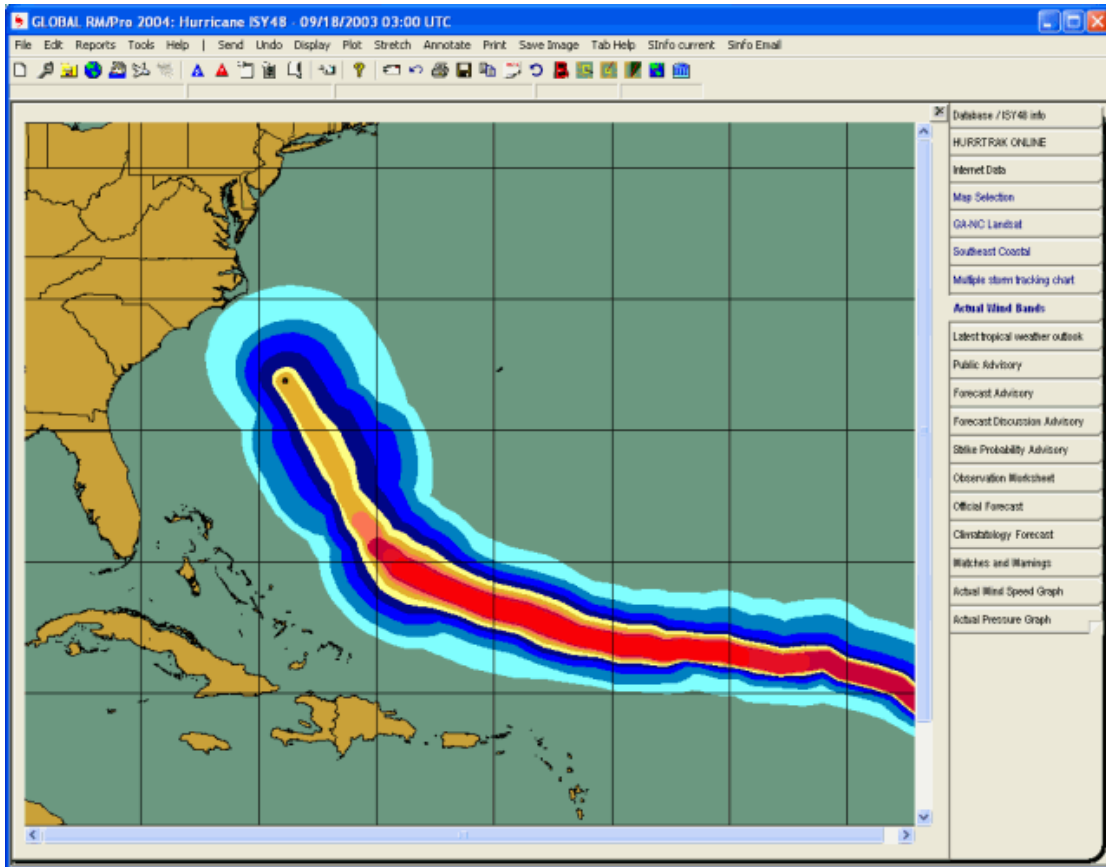 GLOBAL RM/Pro 2004: Hurricane ISY48 - 09/18/2003 03:00 UTC
File Edit Reports Tools Help | Send Undo Display Plot Stretch Annotate Print Save Image Tab Help SInfo current Sinfo Email
Database / ISY48 info
HURRTRAK ONLINE
Internet Data
Map Selection
GA-NC Landsat
Southeast Coastal
Multiple storm tracking chart
Actual Wind Bands
Latest tropical weather outlook
Public Advisory
Forecast Advisory
Forecast Discussion Advisory
Strike Probability Advisory
Observation Worksheet
Official Forecast
Climatatology Forecast
Watches and Warnings
Actual Wind Speed Graph
Actual Pressure Graph